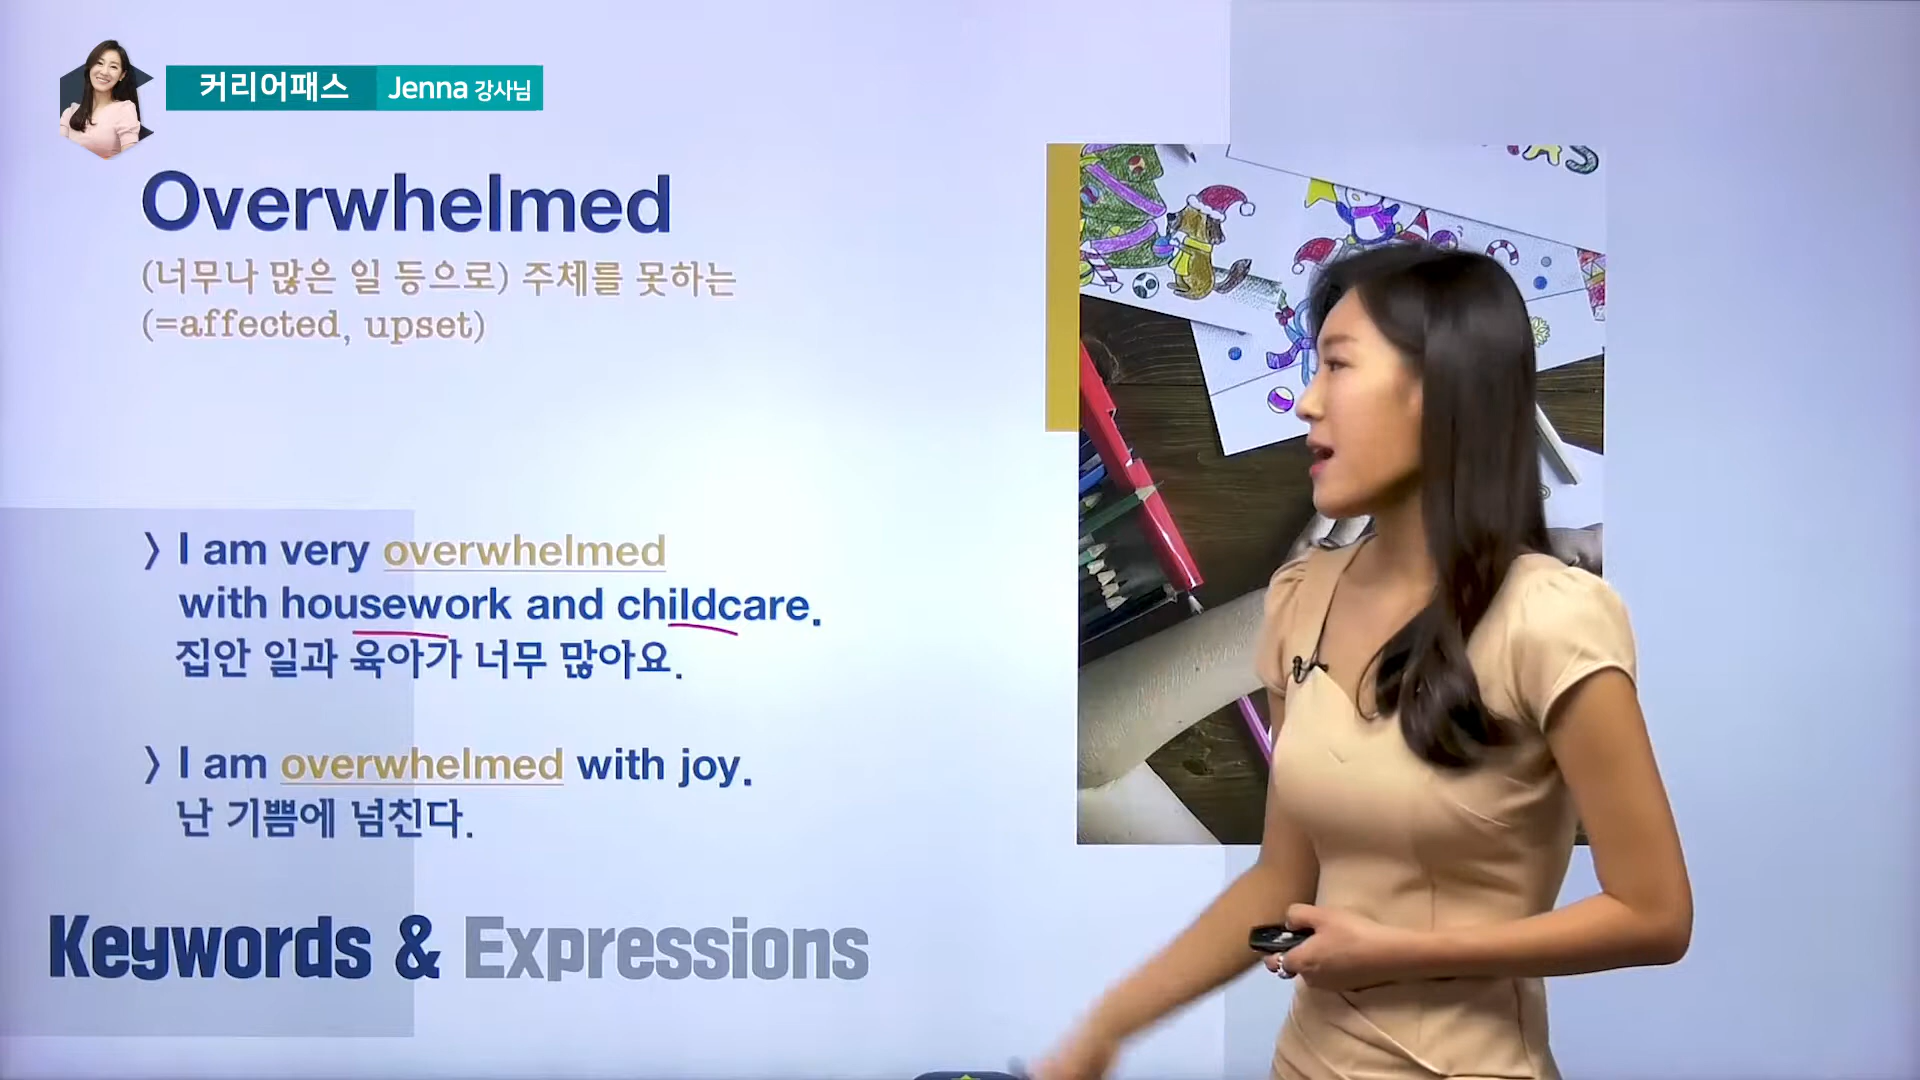 커리어패스 Jenna 강사님
Overwhelmed
(너무나 많은 일 등으로) 주체를 못하는
(=affected, upset)
〉I am very overwhelmed
with housework and childcare.
집안 일과 육아가 너무 많아요.
〉I am overwhelmed with joy.
난 기쁨에 넘친다.
Keywords & Expressions